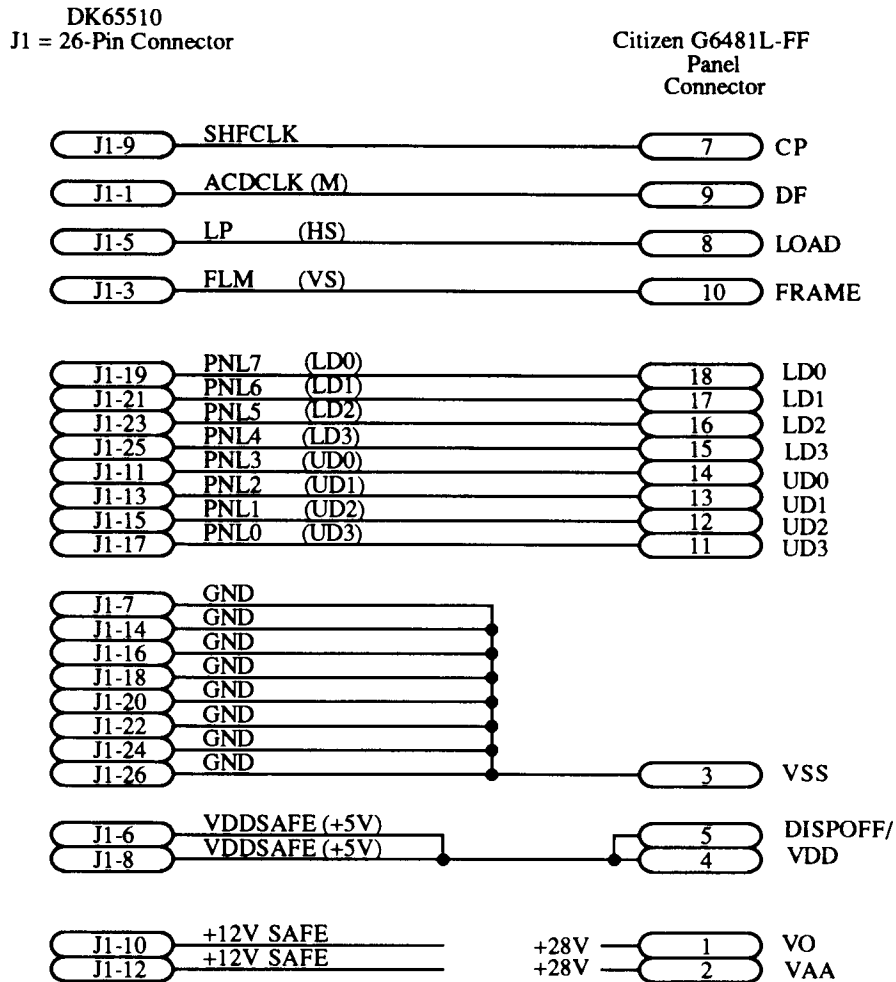 DK65510
J1 = 26-Pin Connector
Citizen G6481L-FF
Panel
Connector
J1-9 SHFCLK 7 CP
J1-1 ACDCLK (M) 9 DF
J1-5 LP (HS) 8 LOAD
J1-3 FLM (VS) 10 FRAME
J1-19 PNL7 (LD0) 18 LD0
J1-21 PNL6 (LD1) 17 LD1
J1-23 PNL5 (LD2) 16 LD2
J1-25 PNL4 (LD3) 15 LD3
J1-11 PNL3 (UD0) 14 UD0
J1-13 PNL2 (UD1) 13 UD1
J1-15 PNL1 (UD2) 12 UD2
J1-17 PNL0 (UD3) 11 UD3
J1-7 GND
J1-14 GND
J1-16 GND
J1-18 GND
J1-20 GND
J1-22 GND
J1-24 GND
J1-26 GND 3 VSS
J1-6 VDDSAFE (+5V) 5 DISPOFF/
J1-8 VDDSAFE (+5V) 4 VDD
J1-10 +12V SAFE +28V 1 VO
J1-12 +12V SAFE +28V 2 VAA